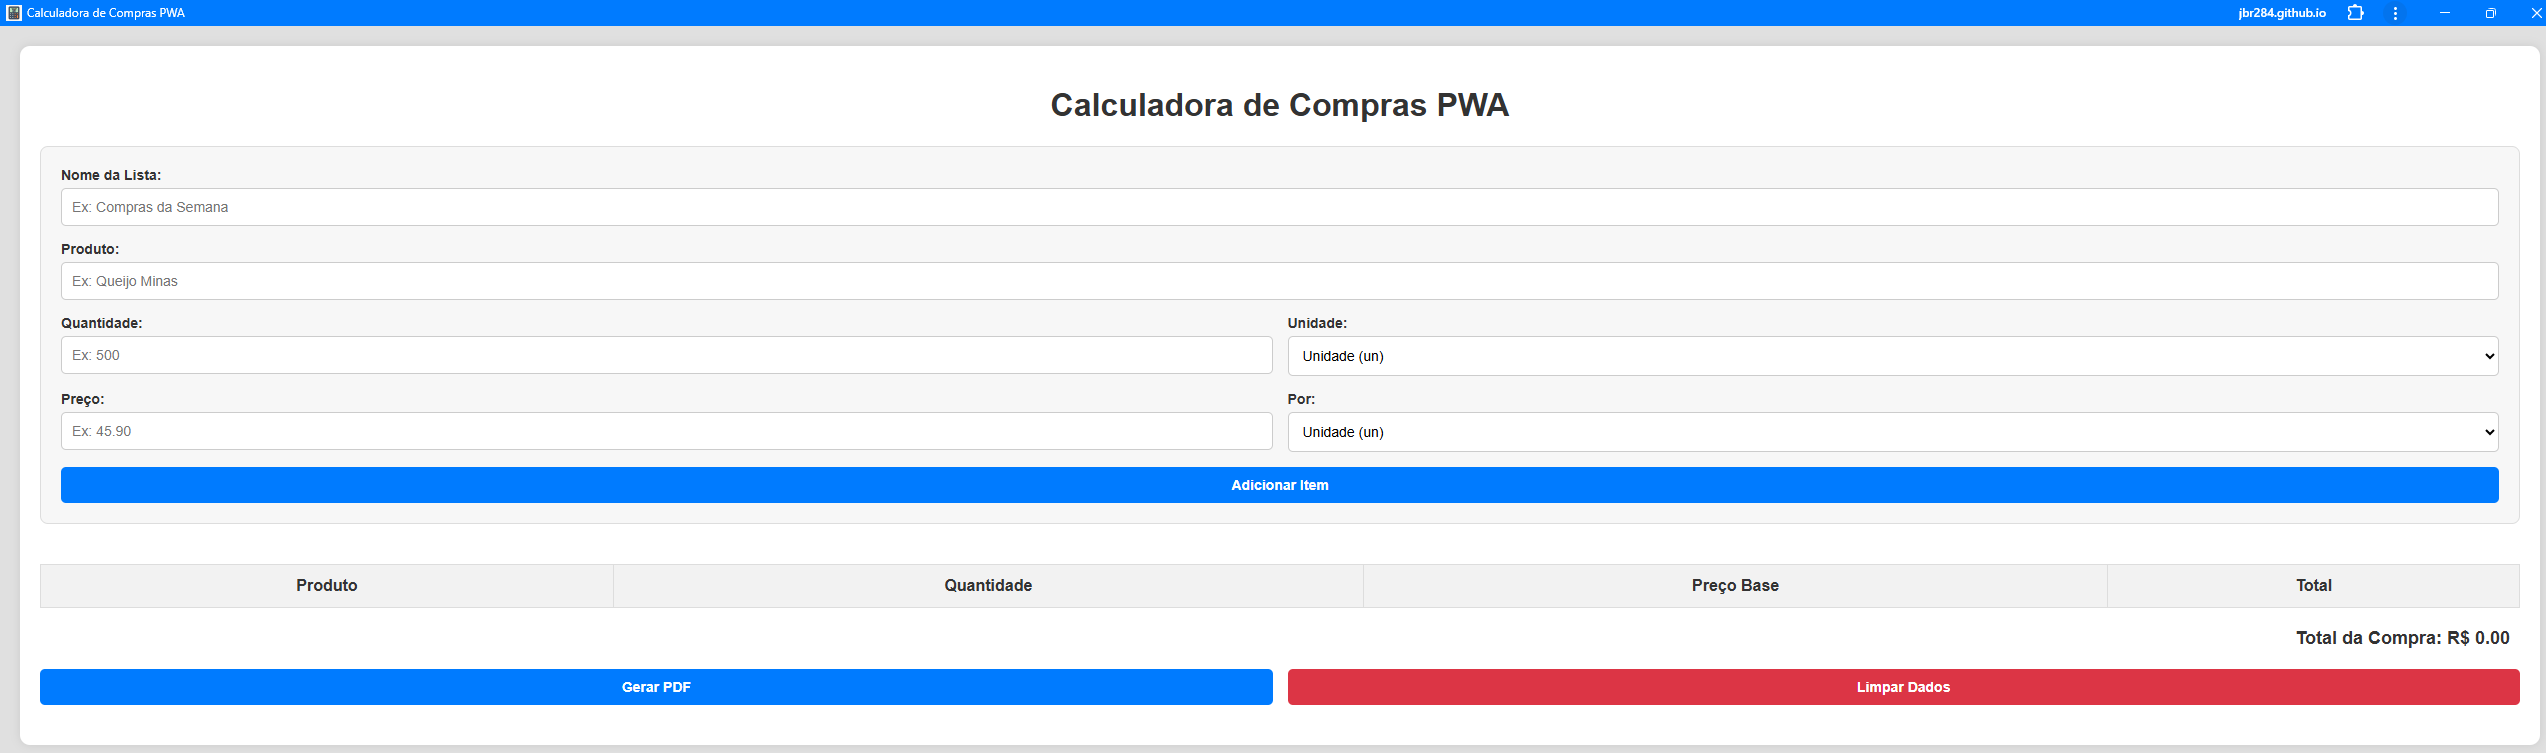 Calculadora de Compras PWA
jbr284.github.io
Calculadora de Compras PWA
Nome da Lista:
Ex: Compras da Semana
Produto:
Ex: Queijo Minas
Quantidade:
Unidade:
Ex: 500
Unidade (un)
Preço:
Por:
Ex: 45.90
Unidade (un)
Adicionar Item
Produto Quantidade Preço Base Total
Total da Compra: R$ 0.00
Gerar PDF
Limpar Dados